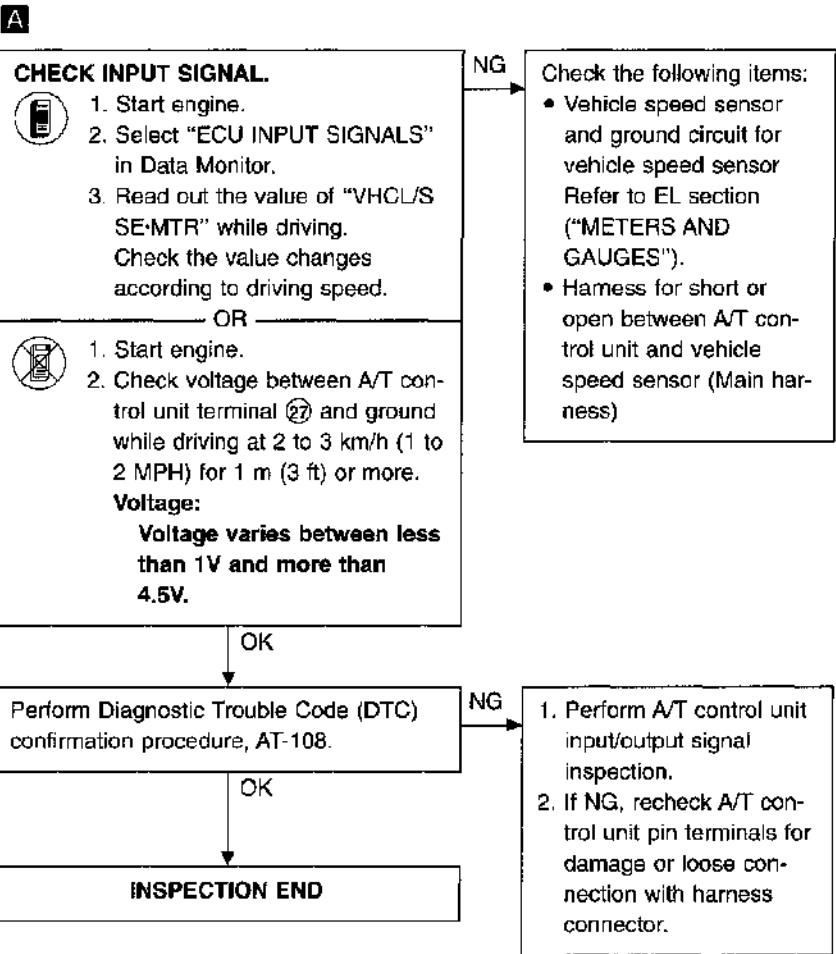 A
CHECK INPUT SIGNAL.
1. Start engine.
2. Select “ECU INPUT SIGNALS”
in Data Monitor.
3. Read out the value of “VHCL/S
SE·MTR” while driving.
Check the value changes
according to driving speed.
OR
1. Start engine.
2. Check voltage between A/T con-
trol unit terminal ㉗ and ground
while driving at 2 to 3 km/h (1 to
2 MPH) for 1 m (3 ft) or more.
Voltage:
Voltage varies between less
than 1V and more than
4.5V.
NG
Check the following items:
• Vehicle speed sensor
and ground circuit for
vehicle speed sensor
Refer to EL section
(“METERS AND
GAUGES”).
• Harness for short or
open between A/T con-
trol unit and vehicle
speed sensor (Main har-
ness)
OK
Perform Diagnostic Trouble Code (DTC)
confirmation procedure, AT-108.
NG
1. Perform A/T control unit
input/output signal
inspection.
2. If NG, recheck A/T con-
trol unit pin terminals for
damage or loose con-
nection with harness
connector.
OK
INSPECTION END